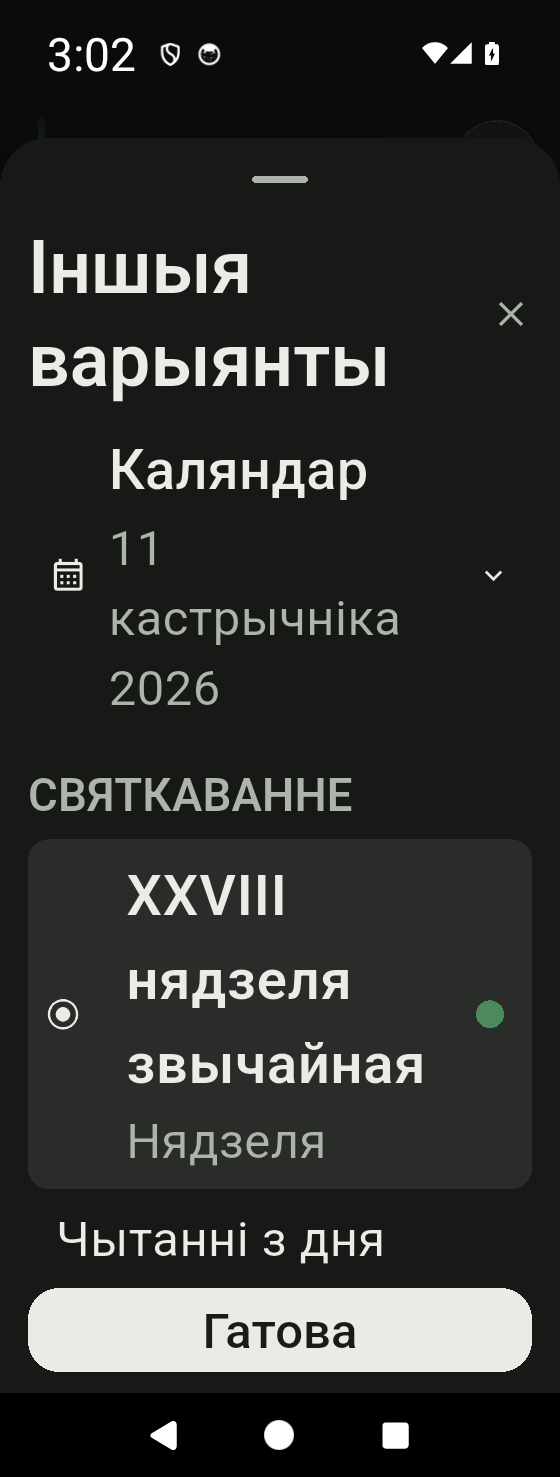 3:02
Іншыя
варыянты
Каляндар
11
кастрычніка
2026
СВЯТКАВАННЕ
XXVIII
нядзеля
звычайная
Нядзеля
Чытанні з дня
Гатова